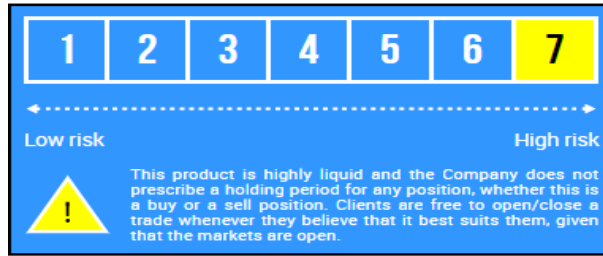 1 2 3 4 5 6 7
Low risk High risk
This product is highly liquid and the Company does not
prescribe a holding period for any position, whether this is
a buy or a sell position. Clients are free to open/close a
trade whenever they believe that it best suits them, given
that the markets are open.
!